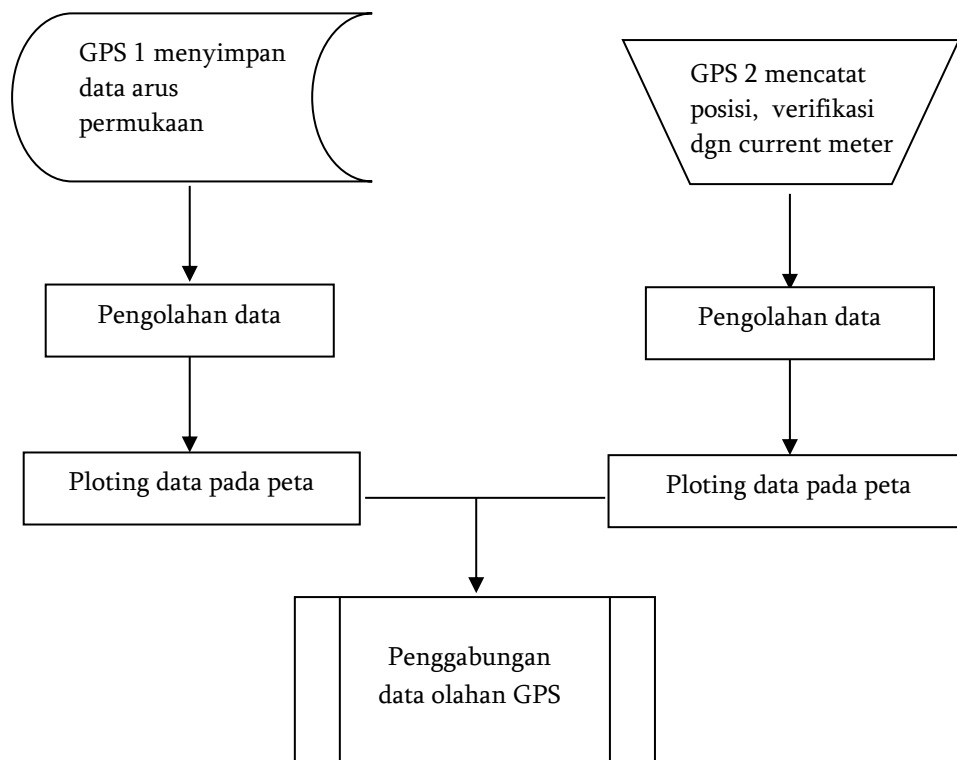 GPS 1 menyimpan
data arus
permukaan
GPS 2 mencatat
posisi, verifikasi
dgn current meter
Pengolahan data
Pengolahan data
Ploting data pada peta
Ploting data pada peta
Penggabungan
data olahan GPS